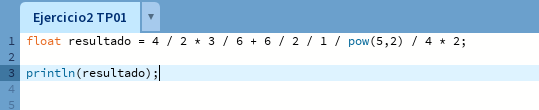 Ejercicio2 TP01 ▼
1 float resultado = 4 / 2 * 3 / 6 + 6 / 2 / 1 / pow(5,2) / 4 * 2;
2
3 println(resultado);
4
5